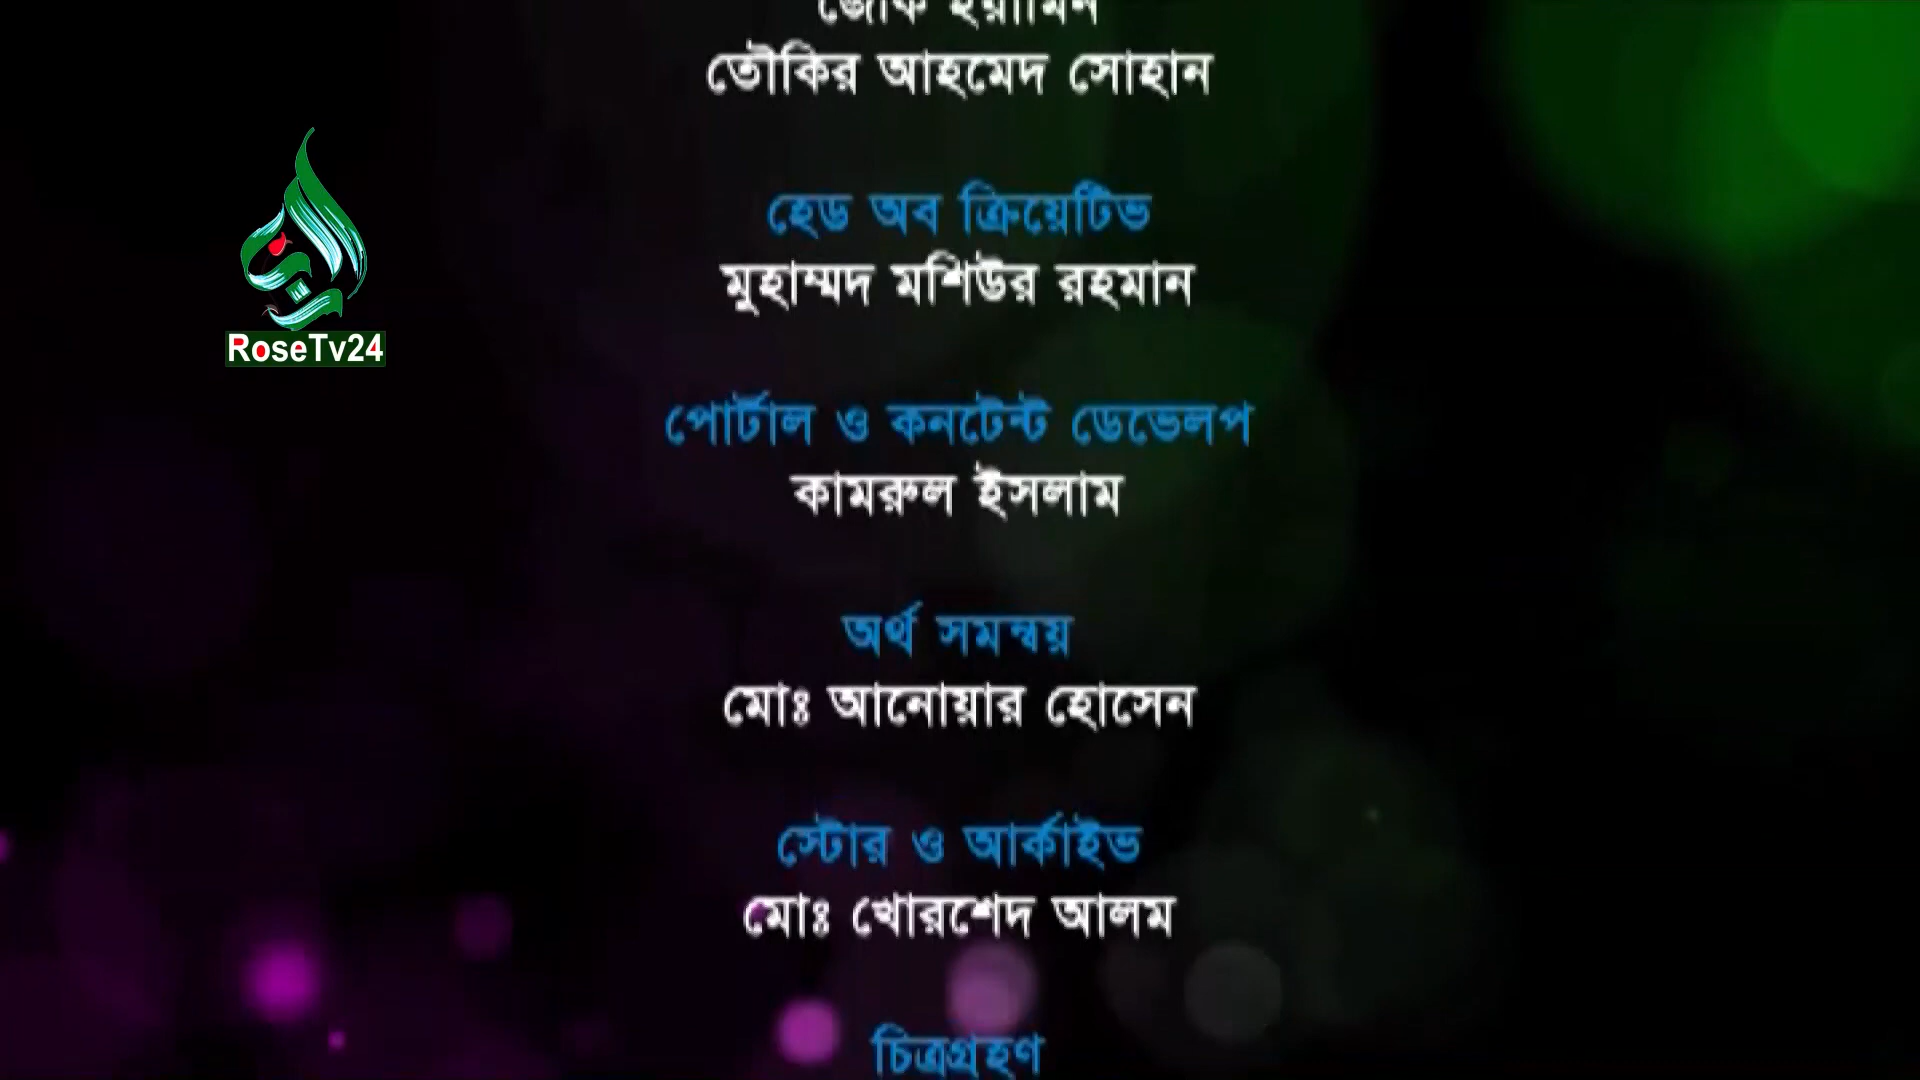 তৌকির আহমেদ সোহান
হেড অব ক্রিয়েটিভ
মুহাম্মদ মশিউর রহমান
RoseTv24
পোর্টাল ও কনটেন্ট ডেভেলপ
কামরুল ইসলাম
অর্থ সমন্বয়
মোঃ আনোয়ার হোসেন
স্টোর ও আর্কাইভ
মোঃ খোরশেদ আলম
চিত্রগ্রহণ